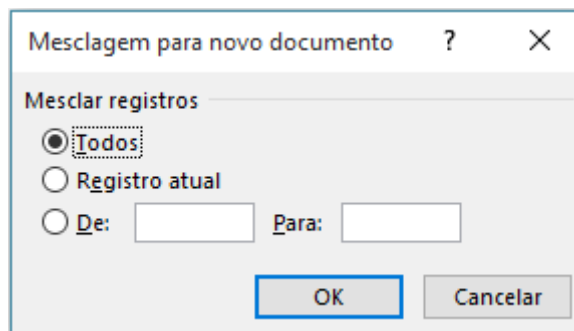 Mesclagem para novo documento ? ×
Mesclar registros
Todos
Registro atual
De: Para:
OK Cancelar